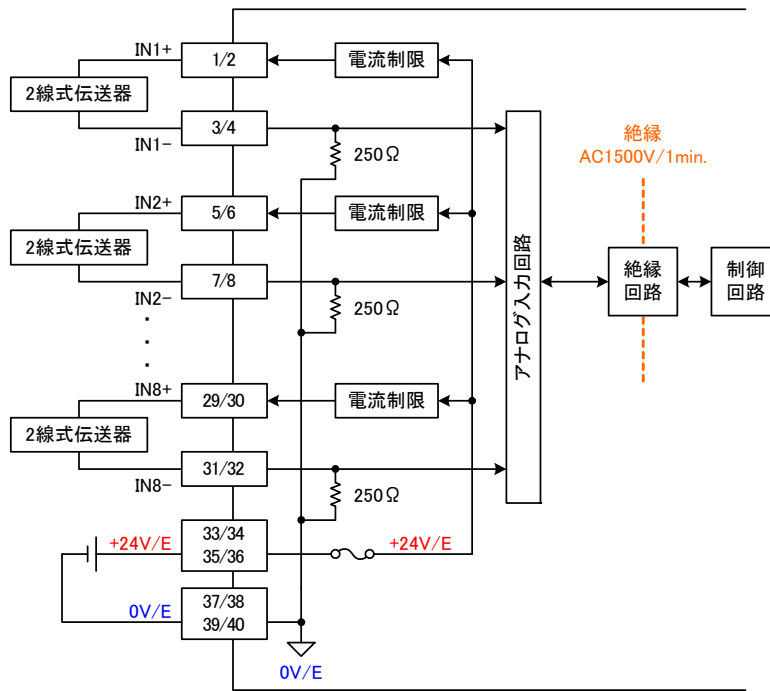 IN1+
1/2
電流制限
2線式伝送器
3/4
IN1-
250Ω
絶縁
AC1500V/1min.
IN2+
5/6
電流制限
2線式伝送器
7/8
IN2-
250Ω
アナログ入力回路
絶縁
回路
制御
回路
・
・
・
IN8+
29/30
電流制限
2線式伝送器
31/32
IN8-
250Ω
+24V/E
33/34
35/36
+24V/E
0V/E
37/38
39/40
0V/E